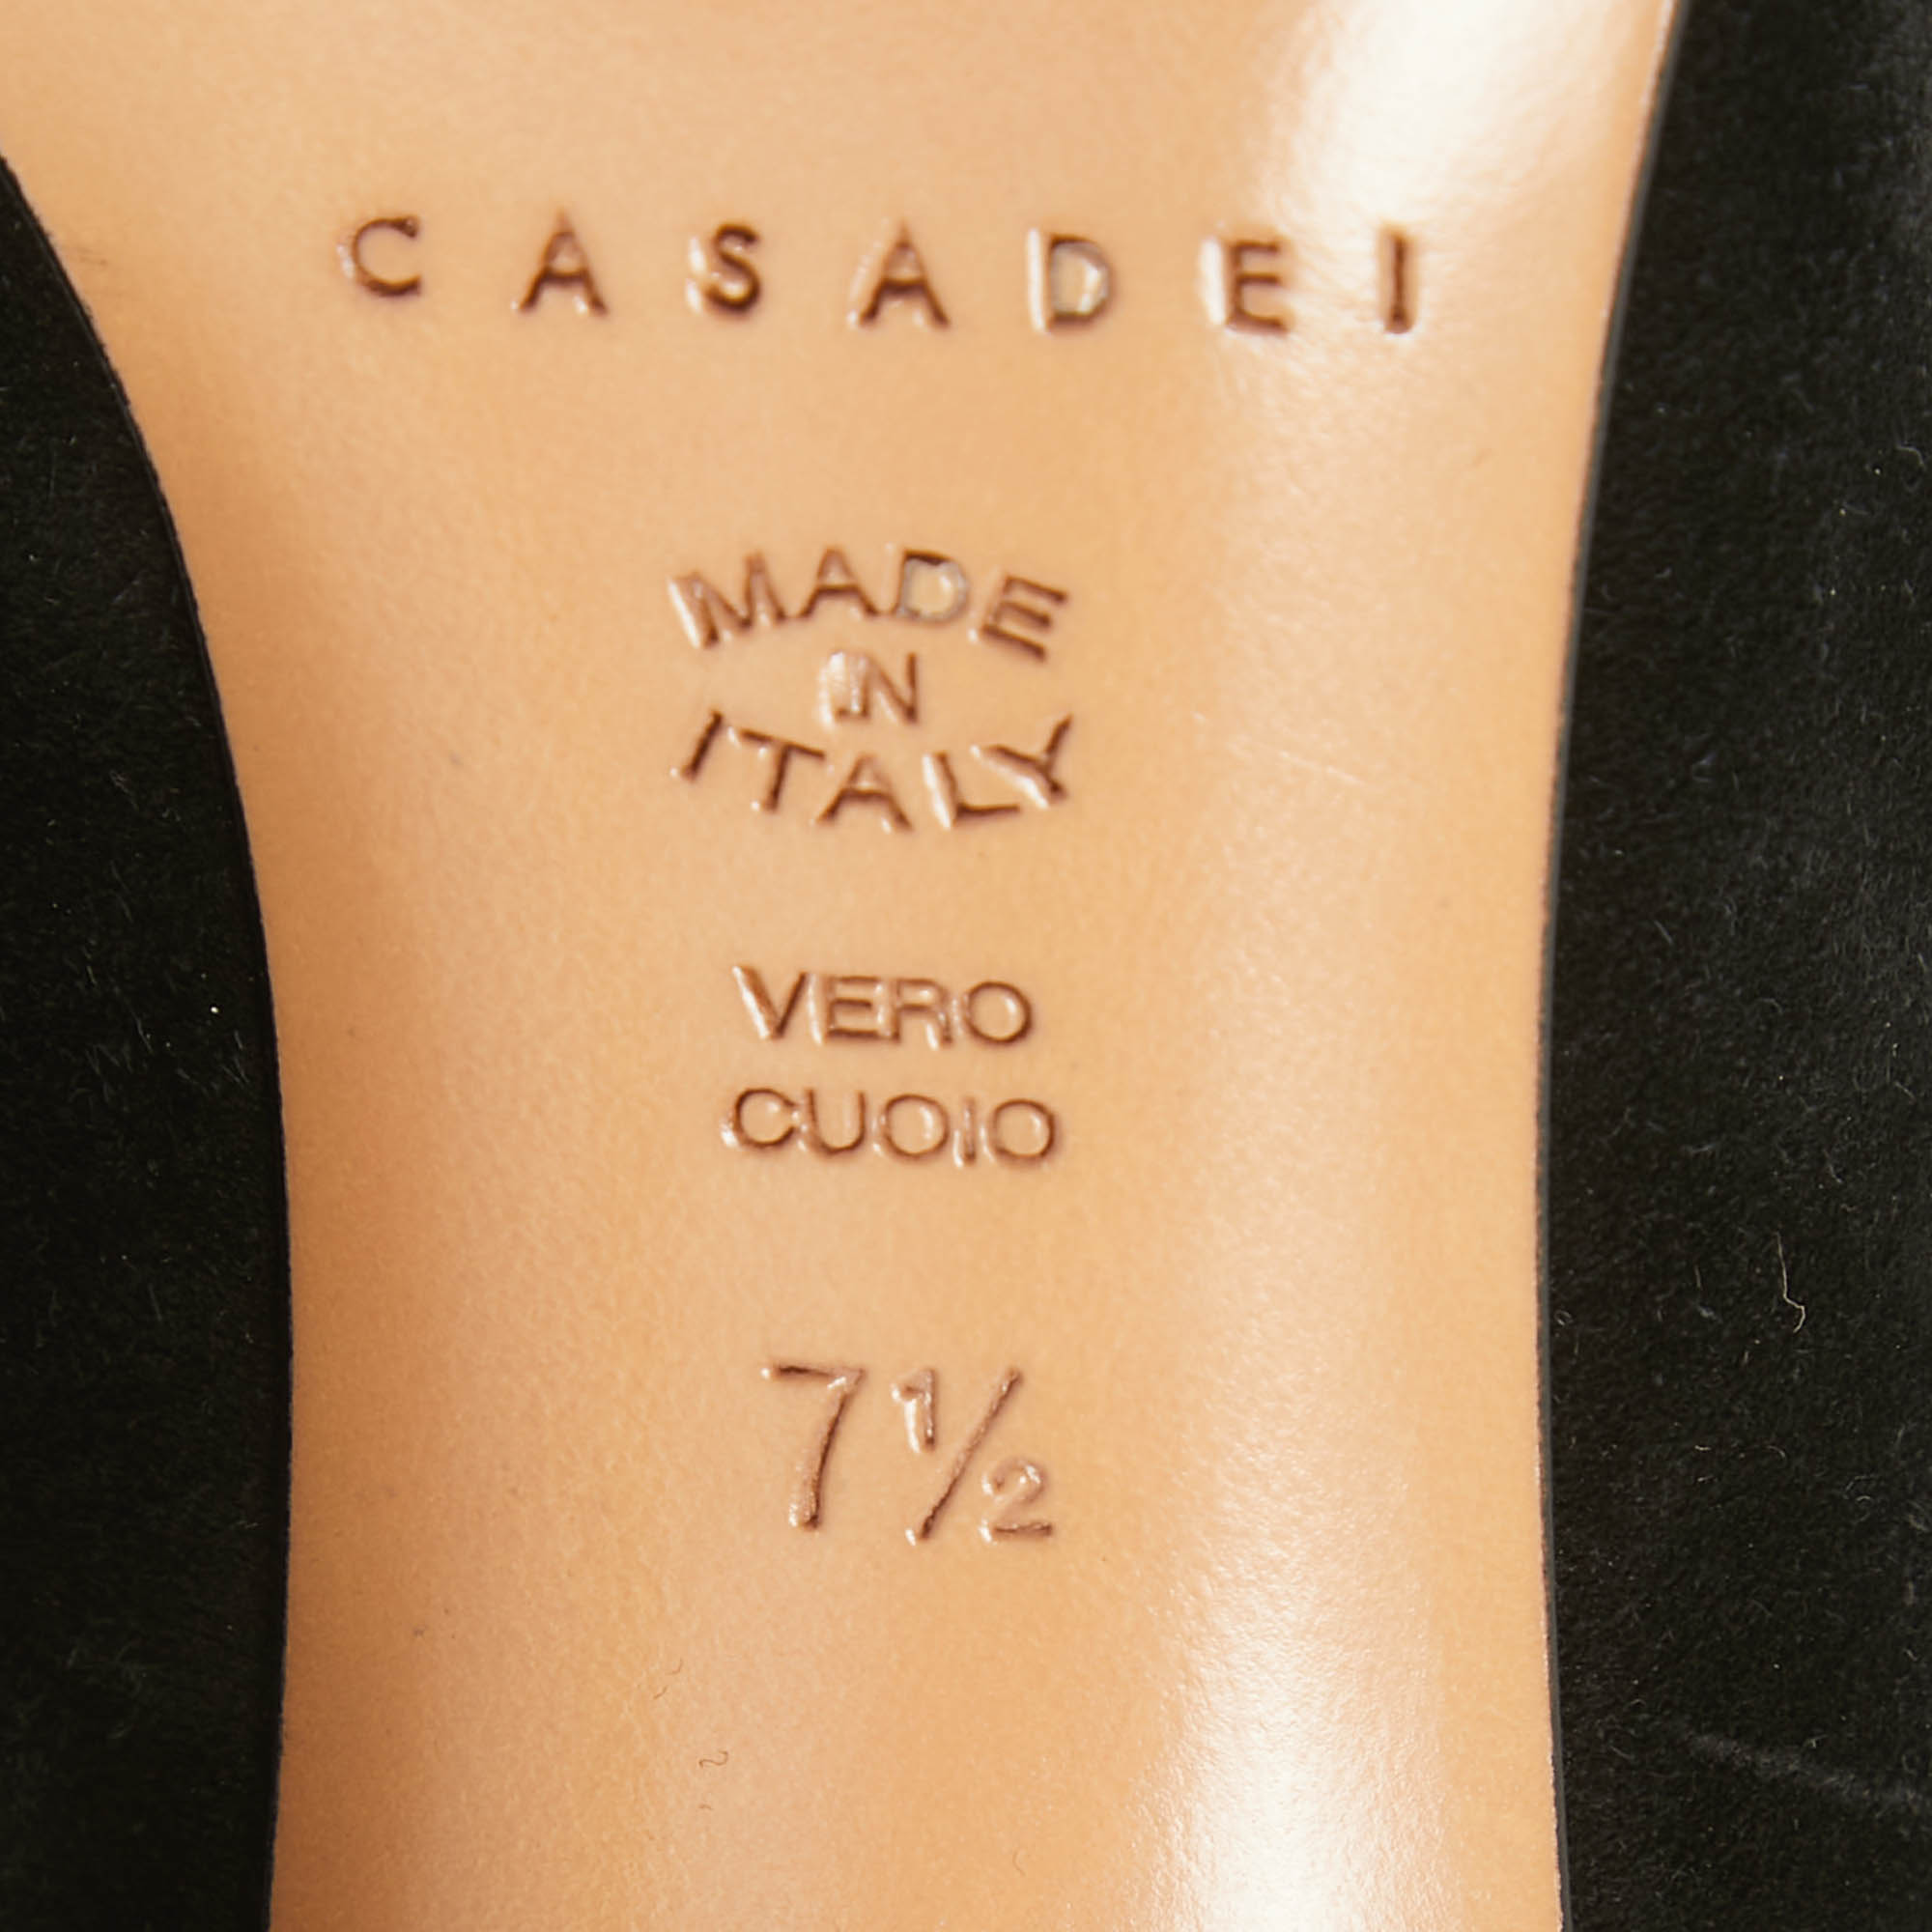 CASADEI
MADE
IN
ITALY
VERO
CUOIO
7½